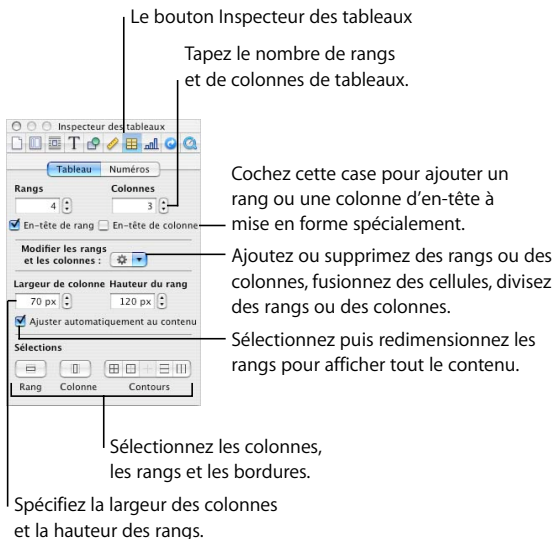 Le bouton Inspecteur des tableaux
Tapez le nombre de rangs
et de colonnes de tableaux.
Inspecteur des tableaux
T
Tableau Numéros
Rangs Colonnes
4 3
En-tête de rang En-tête de colonne
Cochez cette case pour ajouter un
rang ou une colonne d'en-tête à
mise en forme spécialement.
Modifier les rangs
et les colonnes :
Ajoutez ou supprimez des rangs ou des
colonnes, fusionnez des cellules, divisez
des rangs ou des colonnes.
Largeur de colonne Hauteur du rang
70 px 120 px
Ajuster automatiquement au contenu
Sélectionnez puis redimensionnez les
rangs pour afficher tout le contenu.
Sélections
Rang Colonne Contours
Sélectionnez les colonnes,
les rangs et les bordures.
Spécifiez la largeur des colonnes
et la hauteur des rangs.